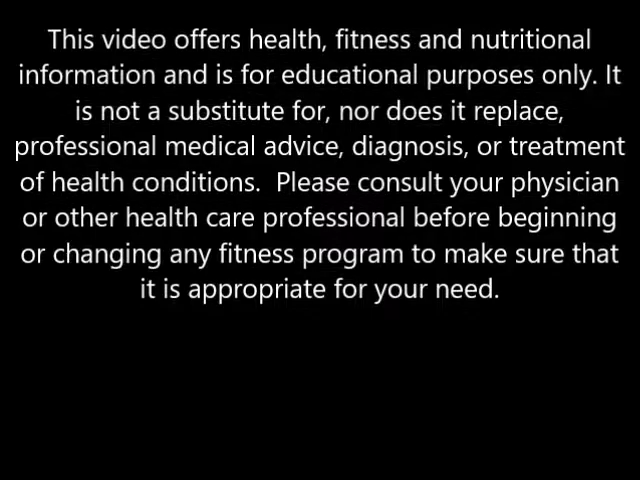 This video offers health, fitness and nutritional
information and is for educational purposes only. It
is not a substitute for, nor does it replace,
professional medical advice, diagnosis, or treatment
of health conditions.  Please consult your physician
or other health care professional before beginning
or changing any fitness program to make sure that
it is appropriate for your need.